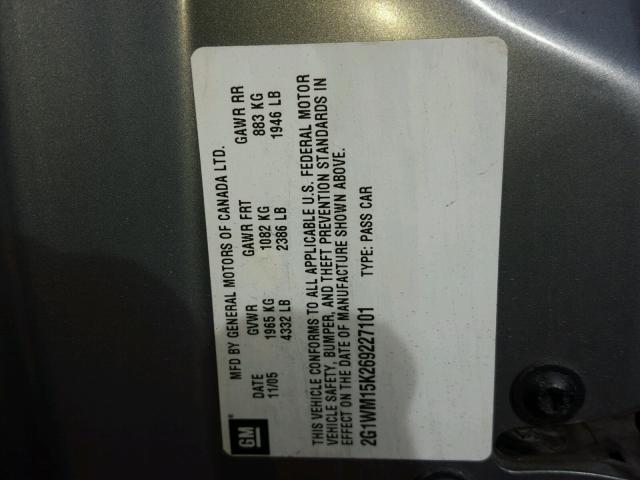 GM®
MFD BY GENERAL MOTORS OF CANADA LTD.
DATE GVWR GAWR FRT GAWR RR
11/05 1965 KG 1082 KG 883 KG
4332 LB 2386 LB 1946 LB
THIS VEHICLE CONFORMS TO ALL APPLICABLE U.S. FEDERAL MOTOR
VEHICLE SAFETY, BUMPER, AND THEFT PREVENTION STANDARDS IN
EFFECT ON THE DATE OF MANUFACTURE SHOWN ABOVE.
2G1WM15K269227101 TYPE: PASS CAR